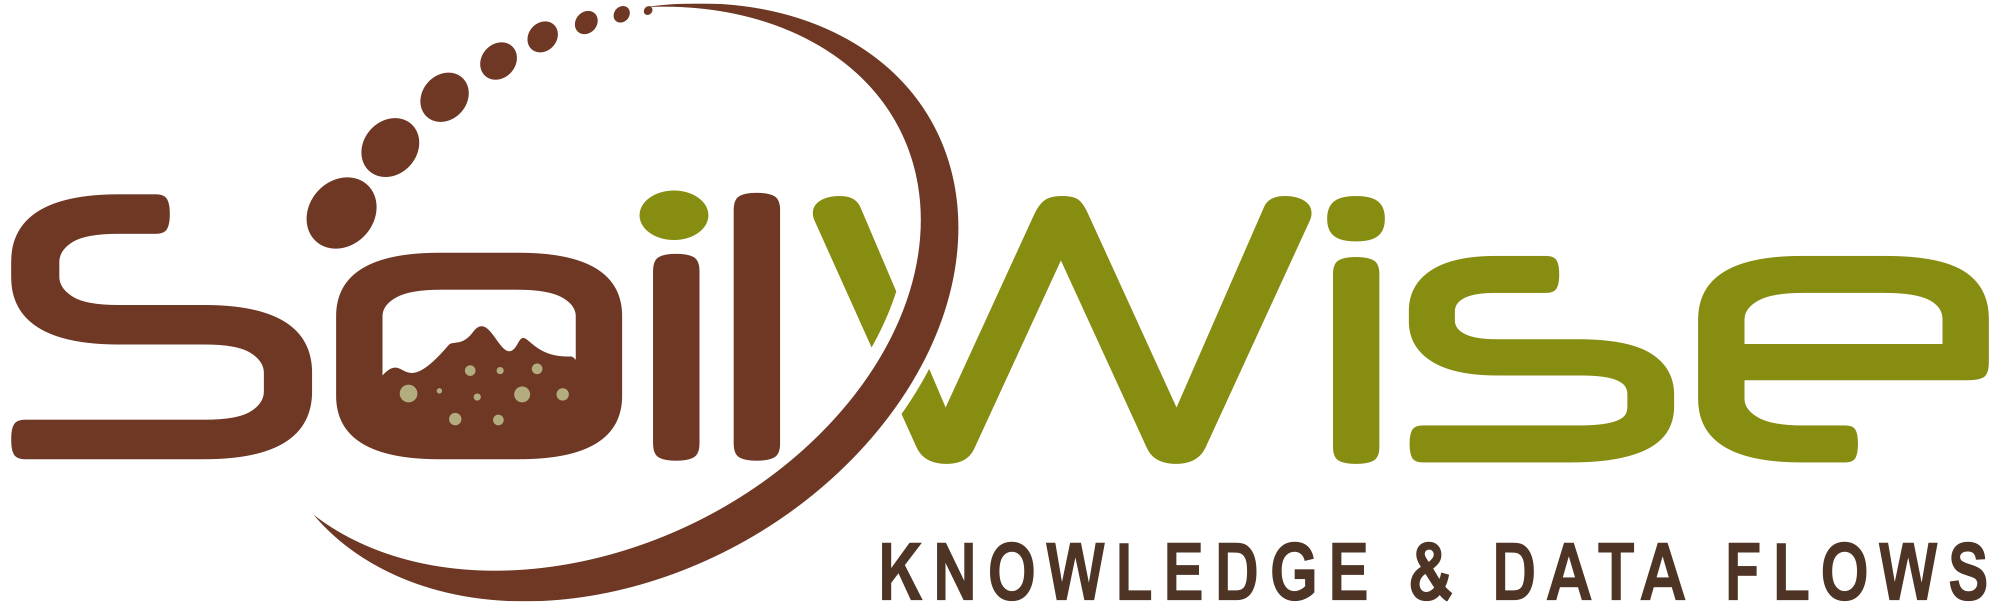 SoilWise
KNOWLEDGE & DATA FLOWS